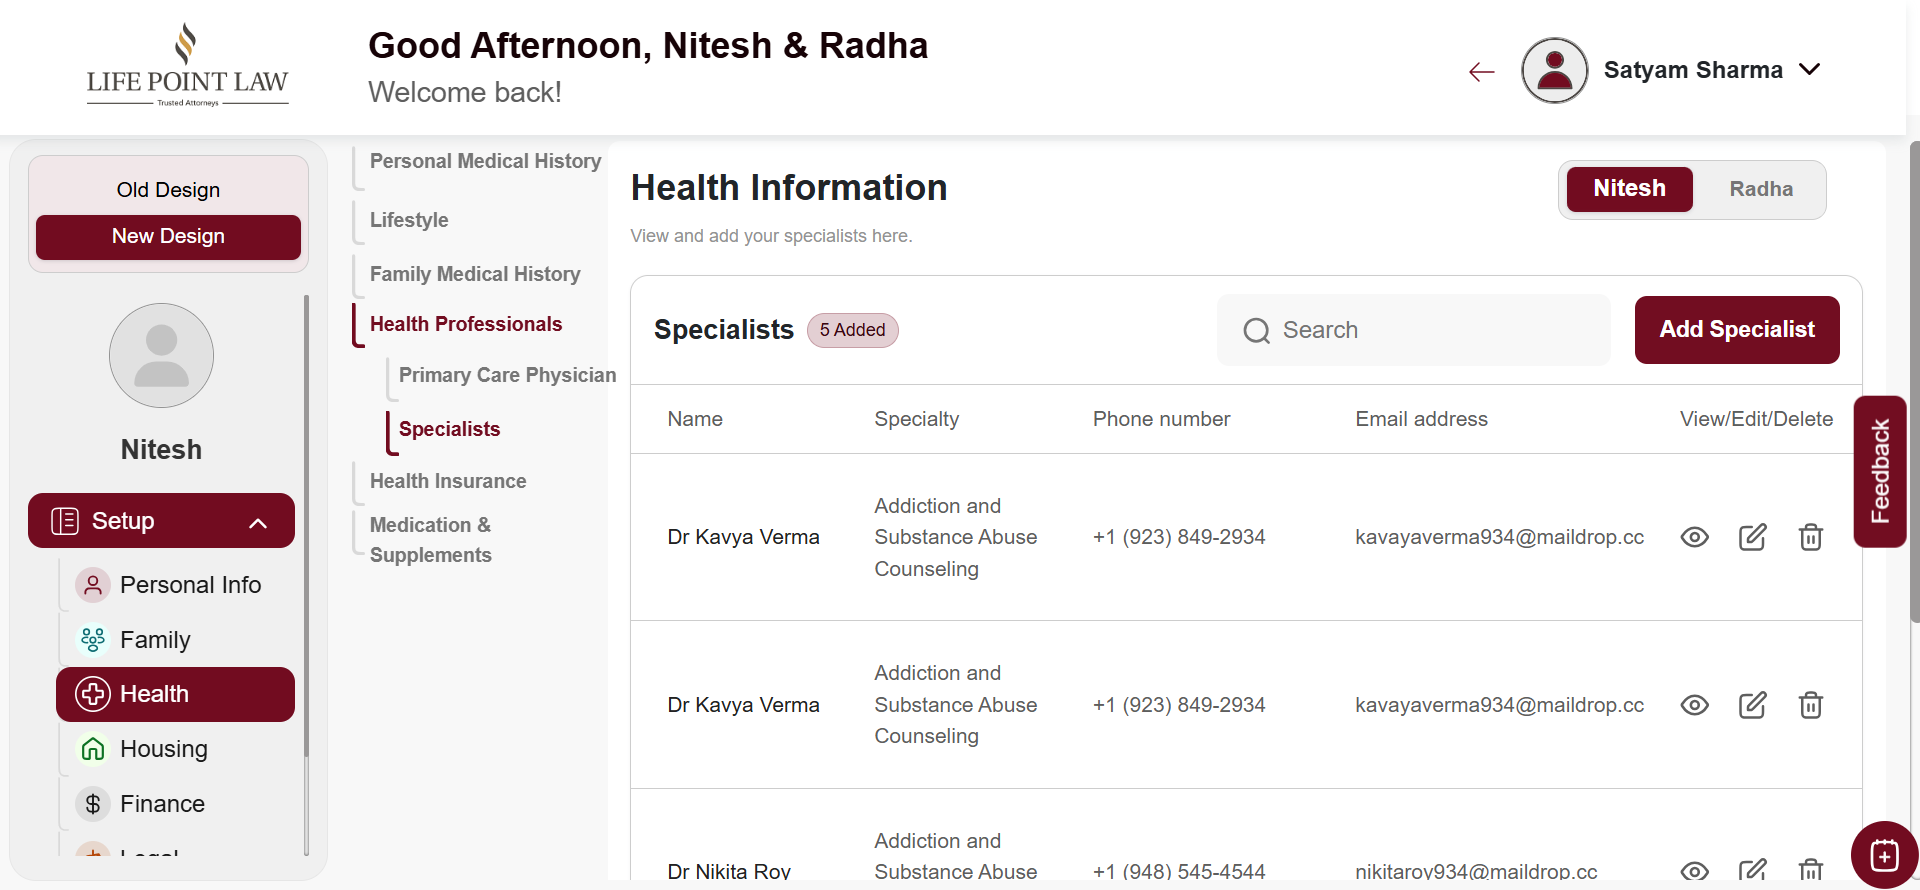 LIFE POINT LAW
Trusted Attorneys
Good Afternoon, Nitesh & Radha
Welcome back!
Satyam Sharma
Old Design
New Design
Nitesh
Setup
Personal Info
Family
Health
Housing
Finance
Legal
Personal Medical History
Lifestyle
Family Medical History
Health Professionals
Primary Care Physician
Specialists
Health Insurance
Medication &
Supplements
Health Information
View and add your specialists here.
Nitesh Radha
Specialists 5 Added
Search
Add Specialist
Name Specialty Phone number Email address View/Edit/Delete
Addiction and
Dr Kavya Verma Substance Abuse +1 (923) 849-2934 kavayaverma934@maildrop.cc
Counseling
Addiction and
Dr Kavya Verma Substance Abuse +1 (923) 849-2934 kavayaverma934@maildrop.cc
Counseling
Addiction and
Dr Nikita Roy Substance Abuse +1 (948) 545-4544 nikitaroy934@maildrop.cc
Feedback